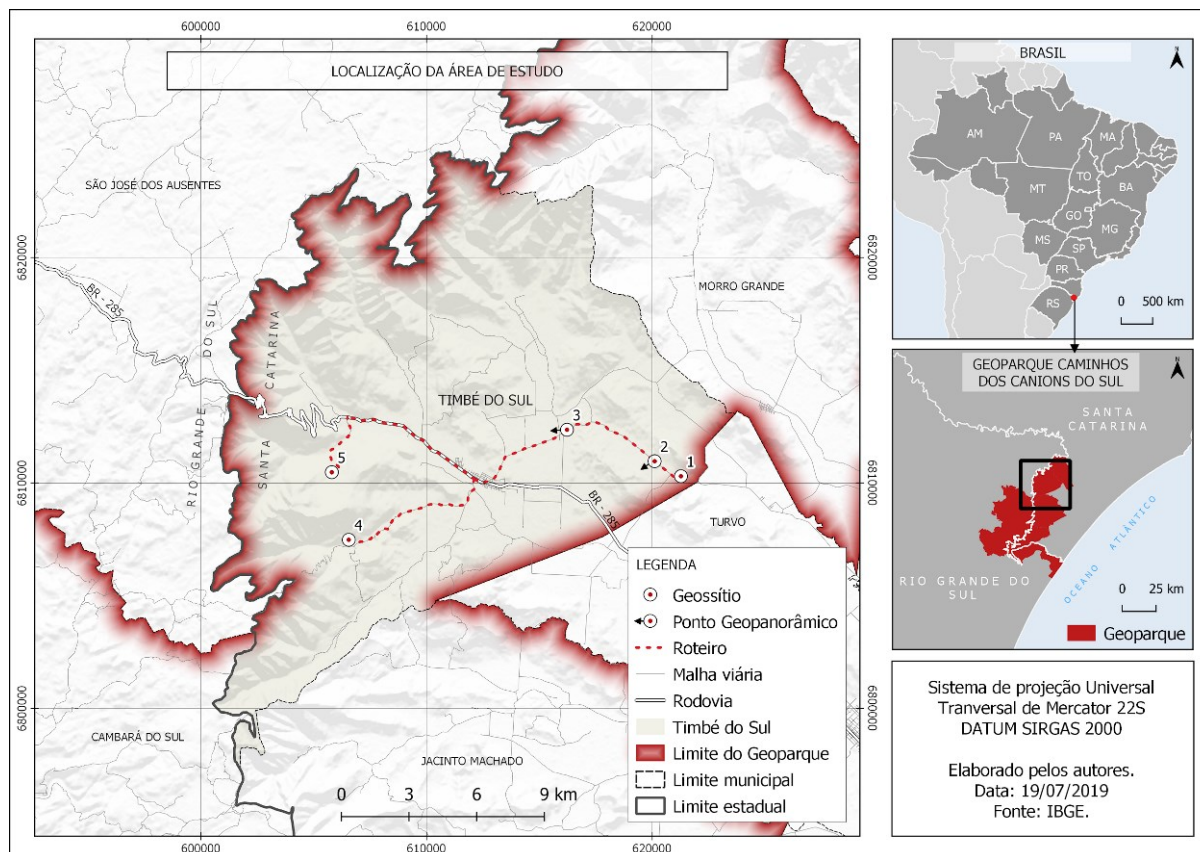 600000
610000
620000
LOCALIZAÇÃO DA ÁREA DE ESTUDO
SÃO JOSÉ DOS AUSENTES
6820000
6820000
BR - 285
MORRO GRANDE
RIO GRANDE DO SUL
SANTA CATARINA
TIMBÉ DO SUL
3
2
1
5
4
6810000
6810000
BR - 285
TURVO
6800000
6800000
CAMBARÁ DO SUL
JACINTO MACHADO
0 3 6 9 km
600000
610000
620000
LEGENDA
Geossítio
Ponto Geopanorâmico
Roteiro
Malha viária
Rodovia
Timbé do Sul
Limite do Geoparque
Limite municipal
Limite estadual
BRASIL
N
AM
PA
MA
TO
MT
BA
GO
MG
MS
SP
PR
RS
0 500 km
GEOPARQUE CAMINHOS
DOS CANIONS DO SUL
N
SANTA
CATARINA
RIO GRANDE DO
SUL
OCEANO ATLÂNTICO
0 25 km
Geoparque
Sistema de projeção Universal
Tranversal de Mercator 22S
DATUM SIRGAS 2000
Elaborado pelos autores.
Data: 19/07/2019
Fonte: IBGE.